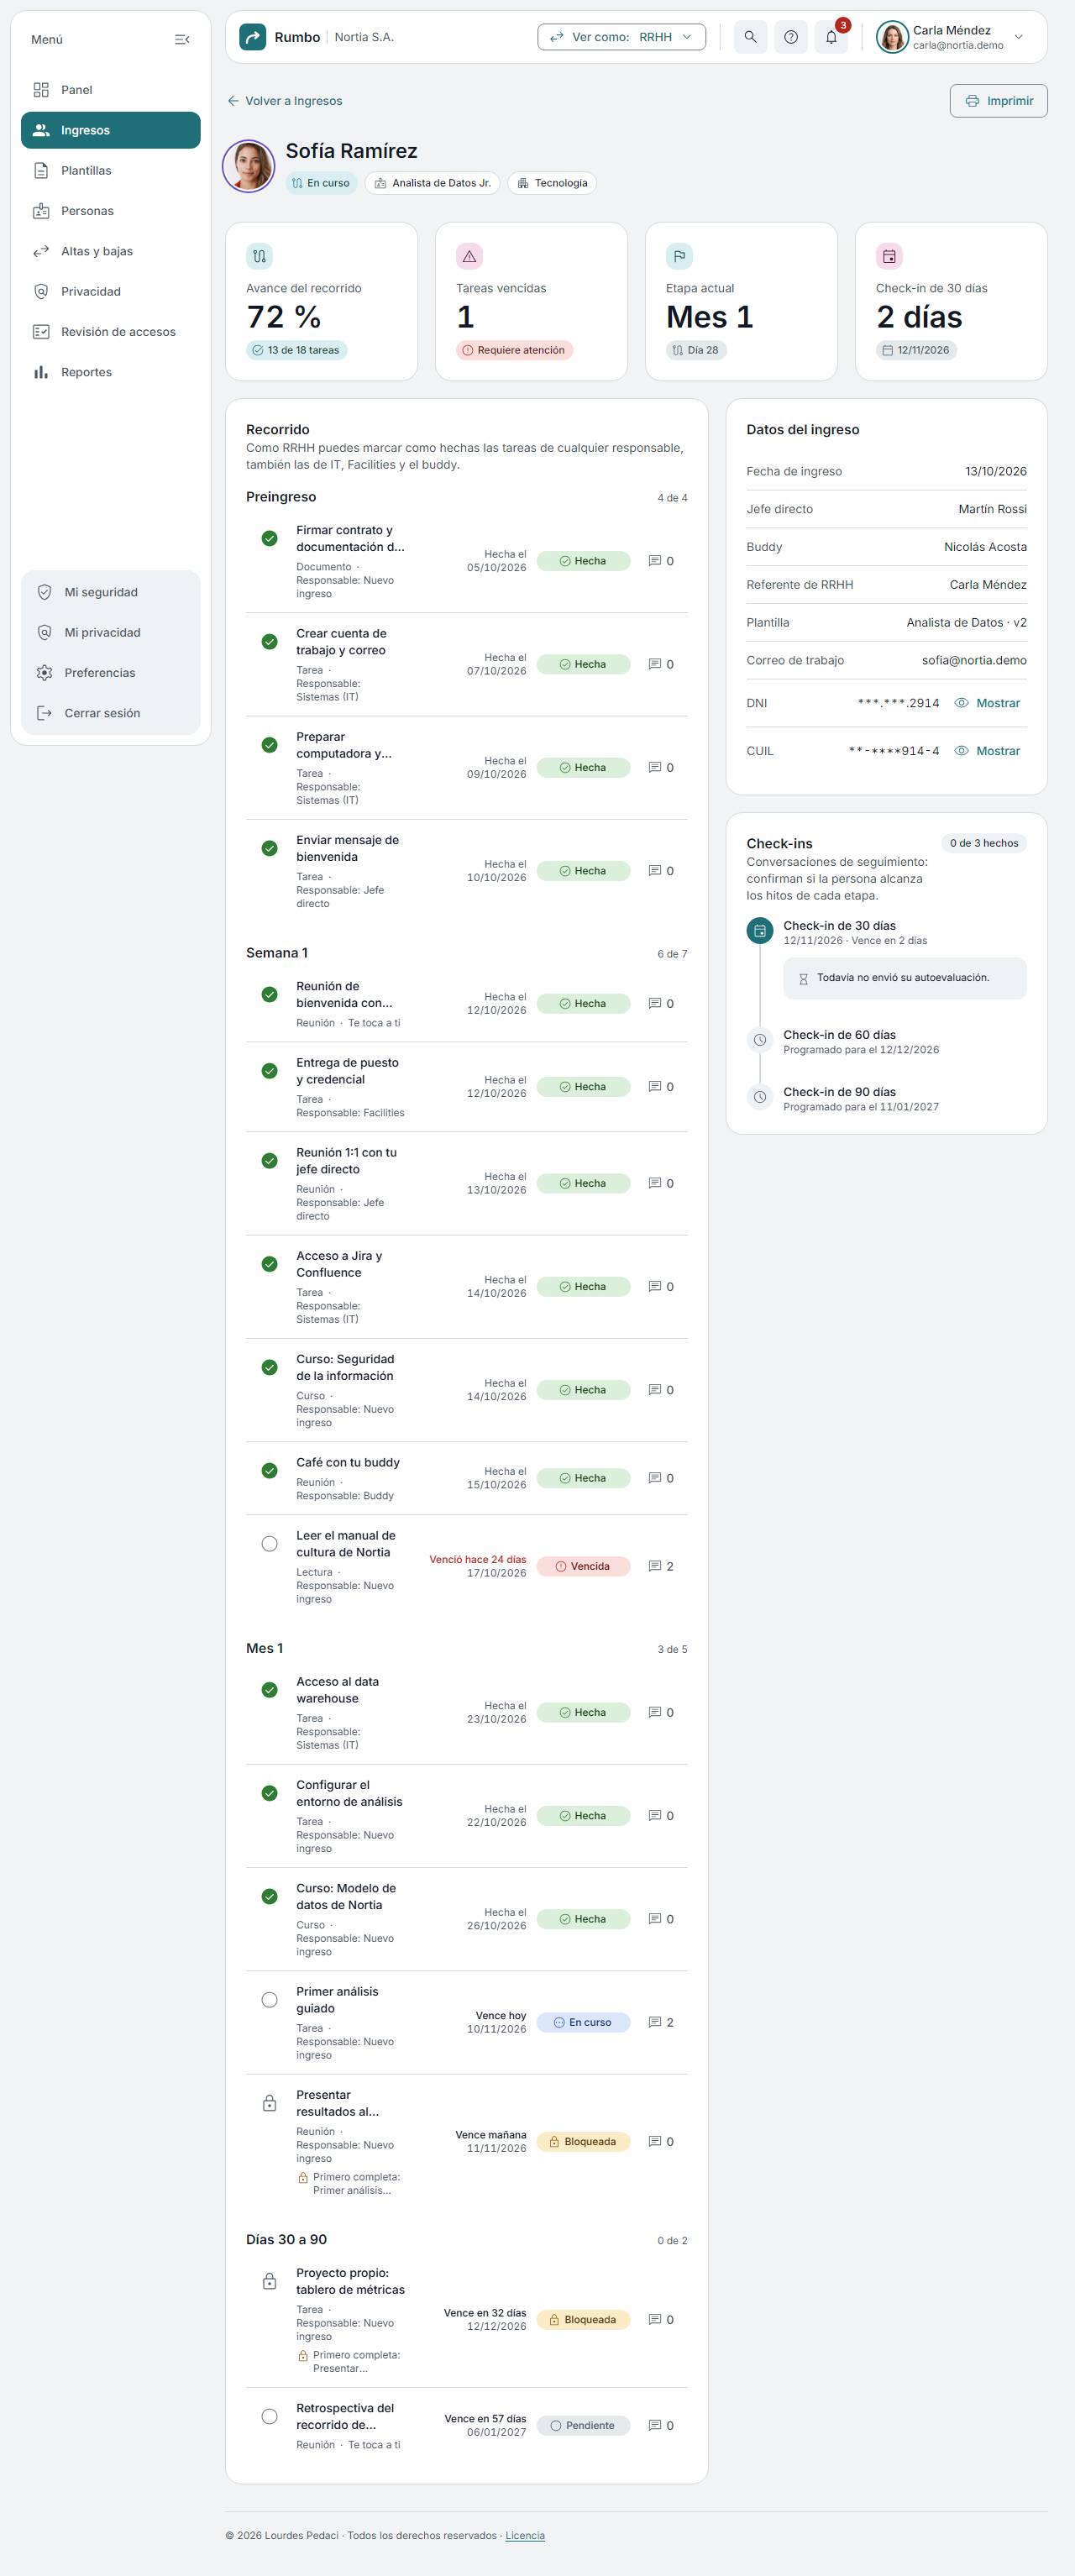 Menú
Panel
Ingresos
Plantillas
Personas
Altas y bajas
Privacidad
Revisión de accesos
Reportes
Mi seguridad
Mi privacidad
Preferencias
Cerrar sesión
Rumbo
Nortia S.A.
Ver como: RRHH
3
Carla Méndez
carla@nortia.demo
Volver a Ingresos
Imprimir
Sofía Ramírez
En curso
Analista de Datos Jr.
Tecnología
Avance del recorrido
72 %
13 de 18 tareas
Tareas vencidas
1
Requiere atención
Etapa actual
Mes 1
Día 28
Check-in de 30 días
2 días
12/11/2026
Recorrido
Como RRHH puedes marcar como hechas las tareas de cualquier responsable,
también las de IT, Facilities y el buddy.
Preingreso
4 de 4
Firmar contrato y
documentación d...
Documento ·
Responsable: Nuevo
ingreso
Hecha el
05/10/2026
Hecha
0
Crear cuenta de
trabajo y correo
Tarea ·
Responsable:
Sistemas (IT)
Hecha el
07/10/2026
Hecha
0
Preparar
computadora y...
Tarea ·
Responsable:
Sistemas (IT)
Hecha el
09/10/2026
Hecha
0
Enviar mensaje de
bienvenida
Tarea ·
Responsable: Jefe
directo
Hecha el
10/10/2026
Hecha
0
Semana 1
6 de 7
Reunión de
bienvenida con...
Reunión · Te toca a ti
Hecha el
12/10/2026
Hecha
0
Entrega de puesto
y credencial
Tarea ·
Responsable: Facilities
Hecha el
12/10/2026
Hecha
0
Reunión 1:1 con tu
jefe directo
Reunión ·
Responsable: Jefe
directo
Hecha el
13/10/2026
Hecha
0
Acceso a Jira y
Confluence
Tarea ·
Responsable:
Sistemas (IT)
Hecha el
14/10/2026
Hecha
0
Curso: Seguridad
de la información
Curso ·
Responsable: Nuevo
ingreso
Hecha el
14/10/2026
Hecha
0
Café con tu buddy
Reunión ·
Responsable: Buddy
Hecha el
15/10/2026
Hecha
0
Leer el manual de
cultura de Nortia
Lectura ·
Responsable: Nuevo
ingreso
Venció hace 24 días
17/10/2026
Vencida
2
Mes 1
3 de 5
Acceso al data
warehouse
Tarea ·
Responsable:
Sistemas (IT)
Hecha el
23/10/2026
Hecha
0
Configurar el
entorno de análisis
Tarea ·
Responsable: Nuevo
ingreso
Hecha el
22/10/2026
Hecha
0
Curso: Modelo de
datos de Nortia
Curso ·
Responsable: Nuevo
ingreso
Hecha el
26/10/2026
Hecha
0
Primer análisis
guiado
Tarea ·
Responsable: Nuevo
ingreso
Vence hoy
10/11/2026
En curso
2
Presentar
resultados al...
Reunión ·
Responsable: Nuevo
ingreso
Primero completa:
Primer análisis...
Vence mañana
11/11/2026
Bloqueada
0
Días 30 a 90
0 de 2
Proyecto propio:
tablero de métricas
Tarea ·
Responsable: Nuevo
ingreso
Primero completa:
Presentar...
Vence en 32 días
12/12/2026
Bloqueada
0
Retrospectiva del
recorrido de...
Reunión · Te toca a ti
Vence en 57 días
06/01/2027
Pendiente
0
Datos del ingreso
Fecha de ingreso
13/10/2026
Jefe directo
Martín Rossi
Buddy
Nicolás Acosta
Referente de RRHH
Carla Méndez
Plantilla
Analista de Datos · v2
Correo de trabajo
sofia@nortia.demo
DNI
***.***.2914
Mostrar
CUIL
**-****914-4
Mostrar
Check-ins
0 de 3 hechos
Conversaciones de seguimiento:
confirman si la persona alcanza
los hitos de cada etapa.
Check-in de 30 días
12/11/2026 · Vence en 2 días
Todavía no envió su autoevaluación.
Check-in de 60 días
Programado para el 12/12/2026
Check-in de 90 días
Programado para el 11/01/2027
© 2026 Lourdes Pedaci · Todos los derechos reservados · Licencia